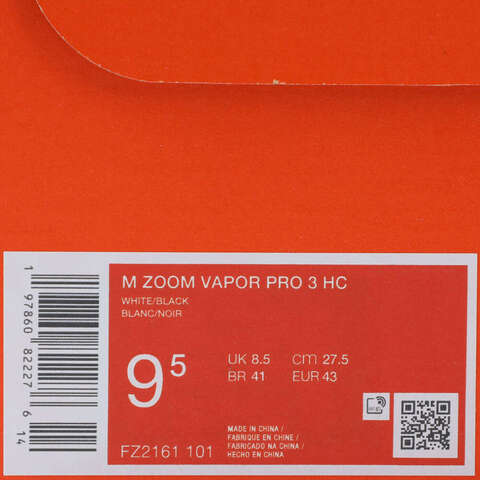 M ZOOM VAPOR PRO 3 HC
WHITE/BLACK
BLANC/NOIR
9 5
UK 8.5 cm 27.5
BR 41 EUR 43
MADE IN CHINA /
FABRIQUE EN CHINE /
FABRICADO NA CHINA /
HECHO EN CHINA
FZ2161 101
1 97860 82227 6 14